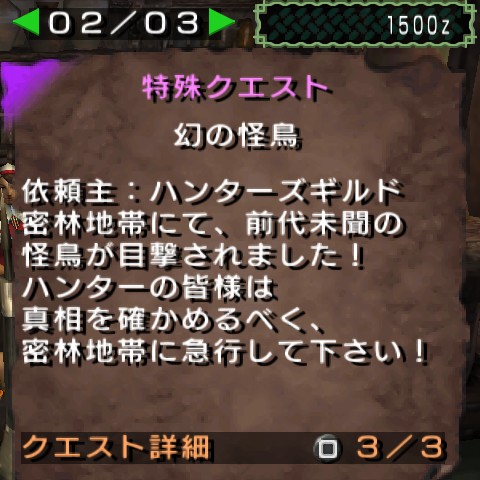 02/03
1500z
特殊クエスト
幻の怪鳥
依頼主：ハンターズギルド
密林地帯にて、前代未聞の
怪鳥が目撃されました！
ハンターの皆様は
真相を確かめるべく、
密林地帯に急行して下さい！
クエスト詳細 3/3